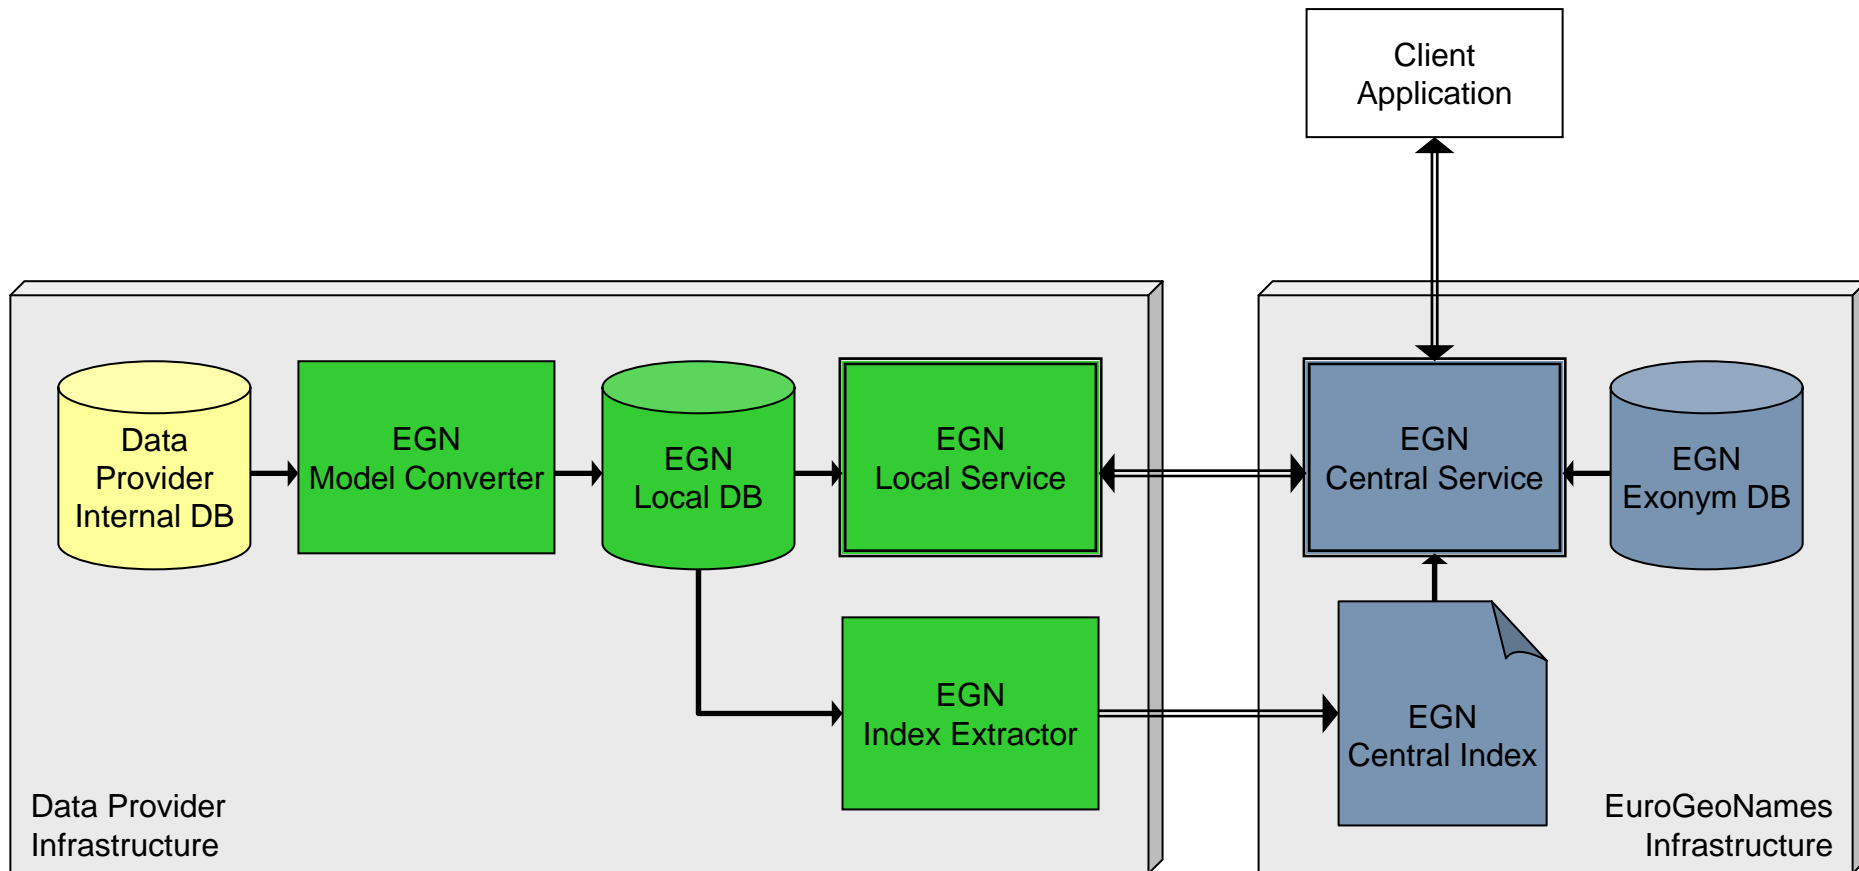 Client
Application
Data
Provider
Internal DB
EGN
Model Converter
EGN
Local DB
EGN
Local Service
EGN
Central Service
EGN
Exonym DB
EGN
Index Extractor
EGN
Central Index
Data Provider
Infrastructure
EuroGeoNames
Infrastructure